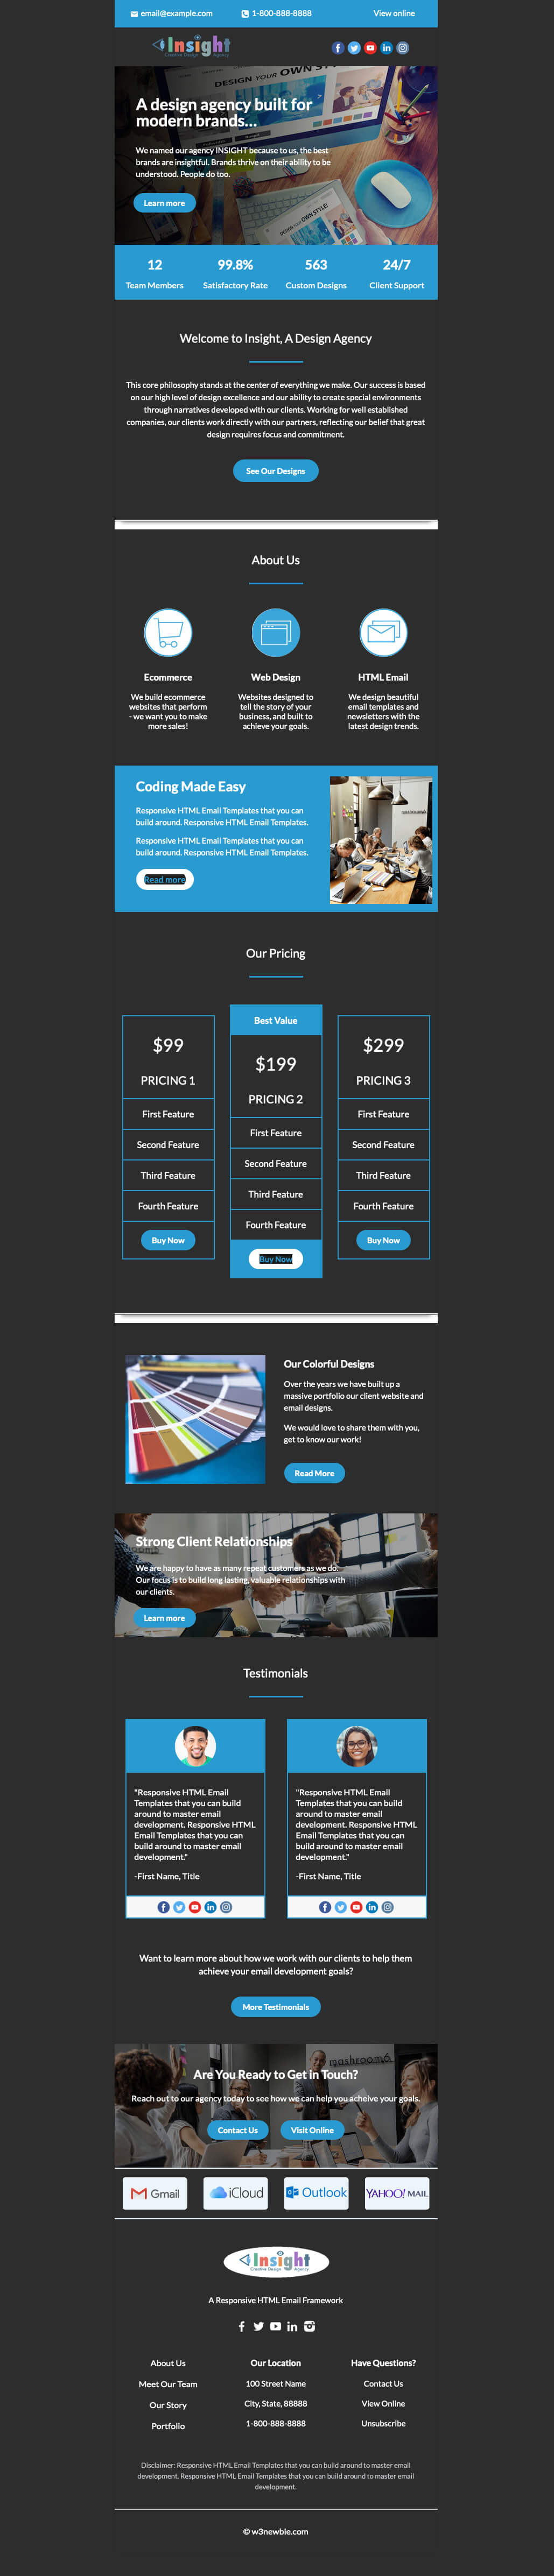 email@example.com
1-800-888-8888
View online
Insight
Creative Design Agency
DESIGN YOUR OWN STYLE!
A design agency built for
modern brands...
We named our agency INSIGHT because to us, the best
brands are insightful. Brands thrive on their ability to be
understood. People do too.
Learn more
DESIGN YOUR OWN STYLE!
12
99.8%
563
24/7
Team Members
Satisfactory Rate
Custom Designs
Client Support
Welcome to Insight, A Design Agency
This core philosophy stands at the center of everything we make. Our success is based
on our high level of design excellence and our ability to create special environments
through narratives developed with our clients. Working for well established
companies, our clients work directly with our partners, reflecting our belief that great
design requires focus and commitment.
See Our Designs
About Us
Ecommerce
We build ecommerce
websites that perform
- we want you to make
more sales!
Web Design
Websites designed to
tell the story of your
business, and built to
achieve your goals.
HTML Email
We design beautiful
email templates and
newsletters with the
latest design trends.
Coding Made Easy
Responsive HTML Email Templates that you can
build around. Responsive HTML Email Templates.
Responsive HTML Email Templates that you can
build around. Responsive HTML Email Templates.
Read more
Our Pricing
$99
PRICING 1
First Feature
Second Feature
Third Feature
Fourth Feature
Buy Now
Best Value
$199
PRICING 2
First Feature
Second Feature
Third Feature
Fourth Feature
Buy Now
$299
PRICING 3
First Feature
Second Feature
Third Feature
Fourth Feature
Buy Now
Our Colorful Designs
Over the years we have built up a
massive portfolio our client website and
email designs.
We would love to share them with you,
get to know our work!
Read More
Strong Client Relationships
We are happy to have as many repeat customers as we do.
Our focus is to build long lasting, valuable relationships with
our clients.
Learn more
Testimonials
"Responsive HTML Email
Templates that you can build
around to master email
development. Responsive HTML
Email Templates that you can
build around to master email
development."
-First Name, Title
"Responsive HTML Email
Templates that you can build
around to master email
development. Responsive HTML
Email Templates that you can
build around to master email
development."
-First Name, Title
Want to learn more about how we work with our clients to help them
achieve your email development goals?
More Testimonials
mashroom6
Are You Ready to Get in Touch?
Reach out to our agency today to see how we can help you acheive your goals.
Contact Us
Visit Online
Gmail
iCloud
Outlook
YAHOO! MAIL
Insight
Creative Design Agency
A Responsive HTML Email Framework
About Us
Meet Our Team
Our Story
Portfolio
Our Location
100 Street Name
City, State, 88888
1-800-888-8888
Have Questions?
Contact Us
View Online
Unsubscribe
Disclaimer: Responsive HTML Email Templates that you can build around to master email
development. Responsive HTML Email Templates that you can build around to master email
development.
© w3newbie.com